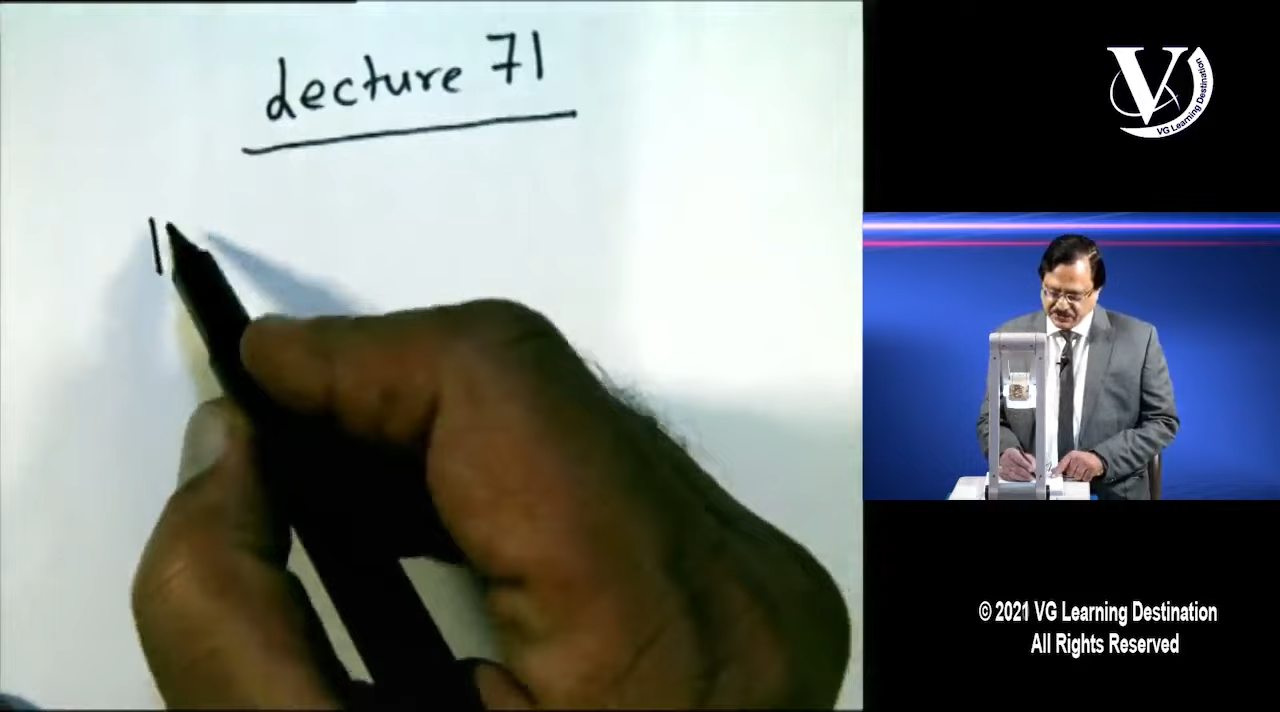 Lecture 71
V
VG Learning Destination
© 2021 VG Learning Destination
All Rights Reserved